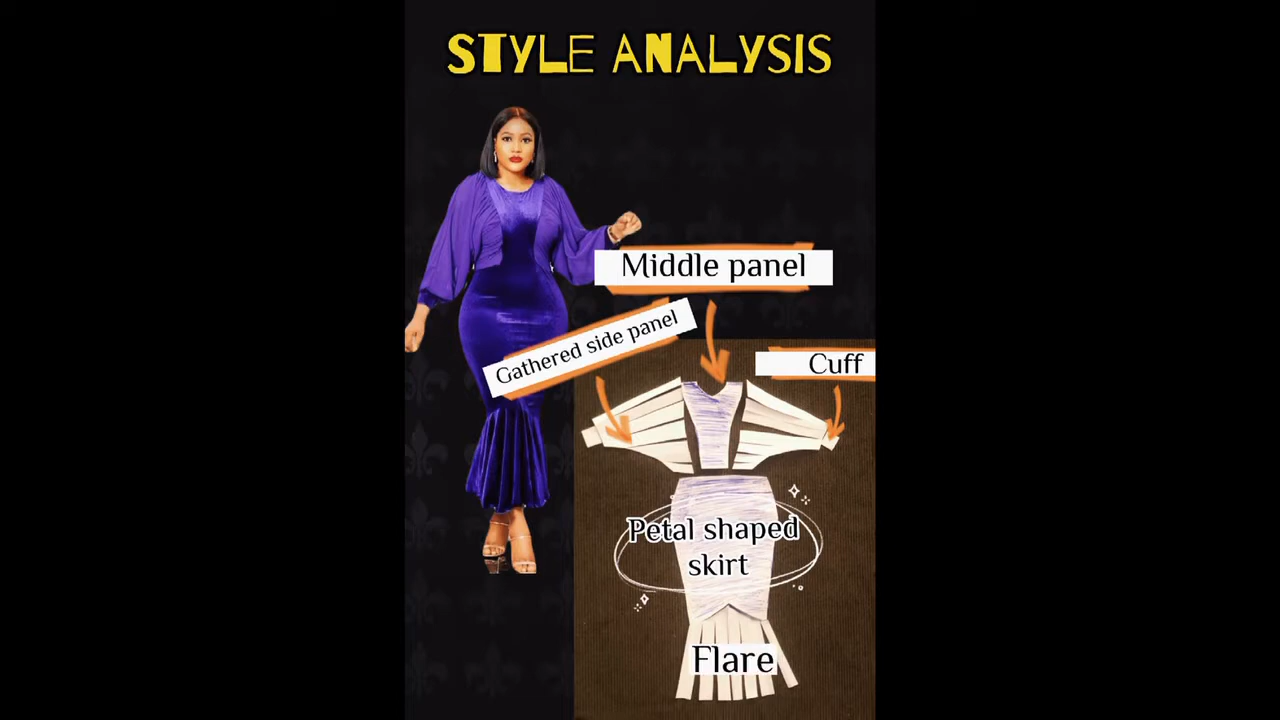 STYLE ANALYSIS
Middle panel
Gathered side panel
Cuff
Petal shaped
skirt
Flare